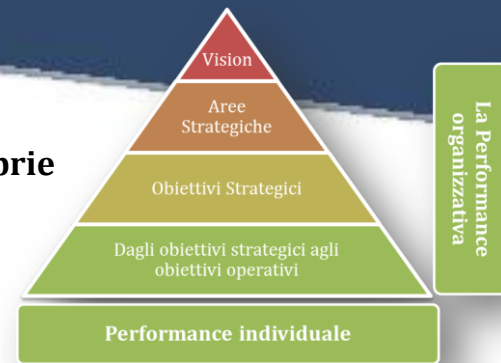 Vision
Aree
Strategiche
Obiettivi Strategici
Dagli obiettivi strategici agli
obiettivi operativi
Performance individuale
La Performance
organizzativa